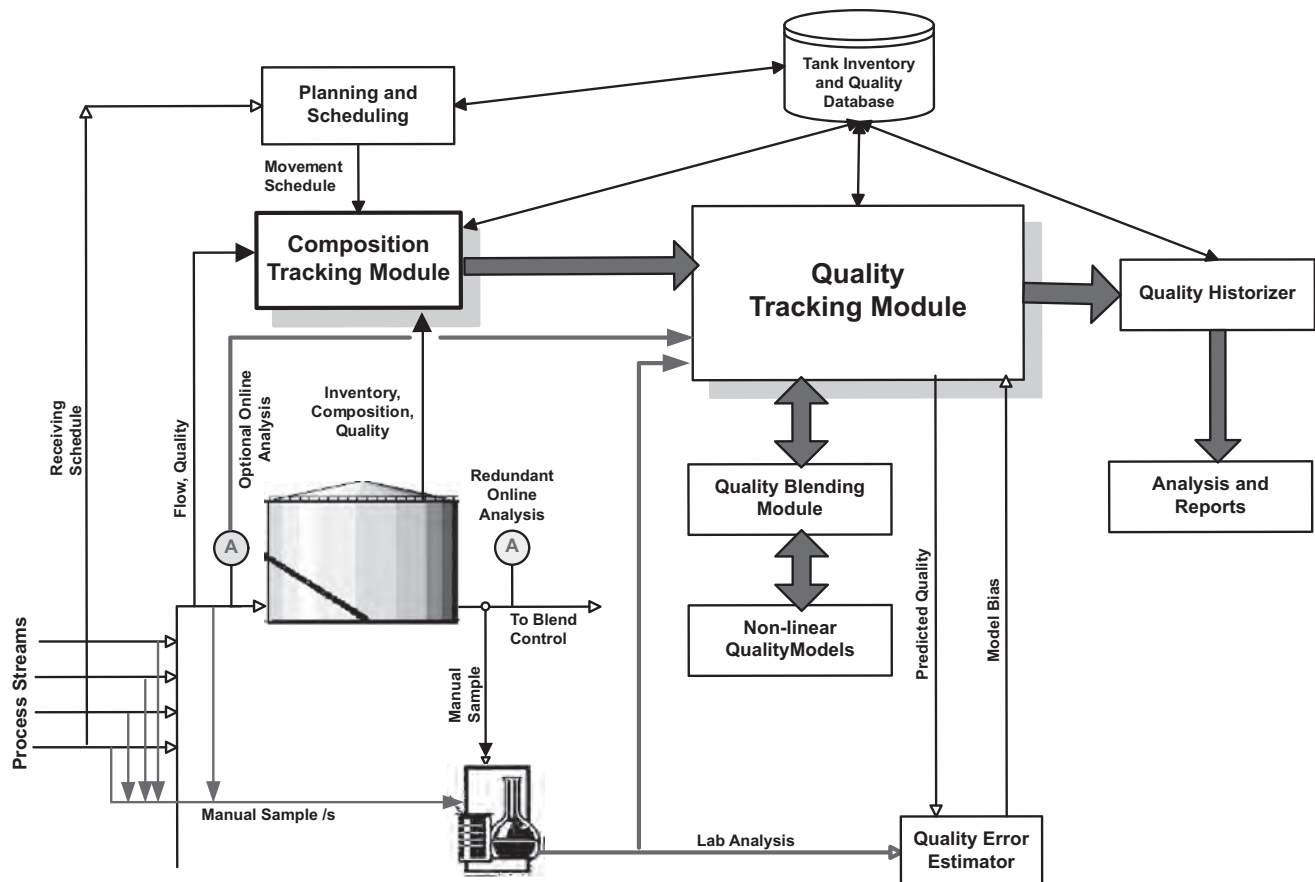 Tank Inventory
and Quality
Database
Planning and
Scheduling
Movement
Schedule
Composition
Tracking Module
Quality
Tracking Module
Quality Historizer
Receiving
Schedule
Flow, Quality
Optional Online
Analysis
Inventory,
Composition,
Quality
Redundant
Online
Analysis
A
A
To Blend
Control
Quality Blending
Module
Non-linear
QualityModels
Analysis and
Reports
Predicted Quality
Model Bias
Process Streams
Manual
Sample
Manual Sample /s
Lab Analysis
Quality Error
Estimator